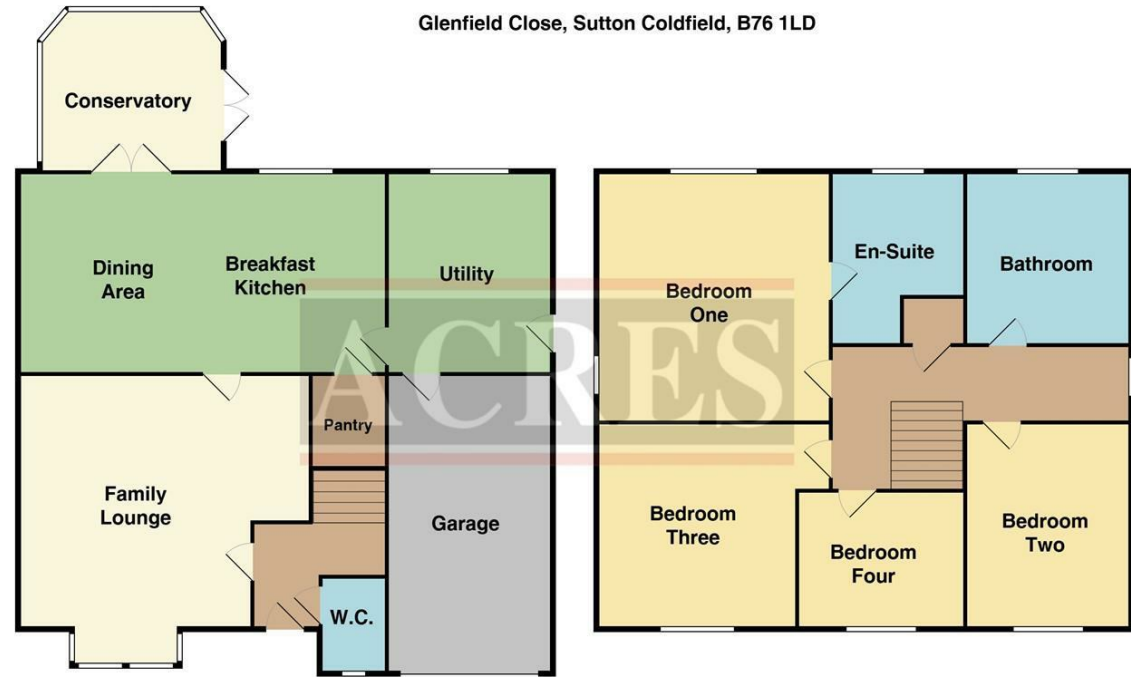 Glenfield Close, Sutton Coldfield, B76 1LD
Conservatory
Dining
Area
Breakfast
Kitchen
Utility
Family
Lounge
Pantry
Garage
W.C.
ACRES
Bedroom
One
En-Suite
Bathroom
Bedroom
Three
Bedroom
Four
Bedroom
Two